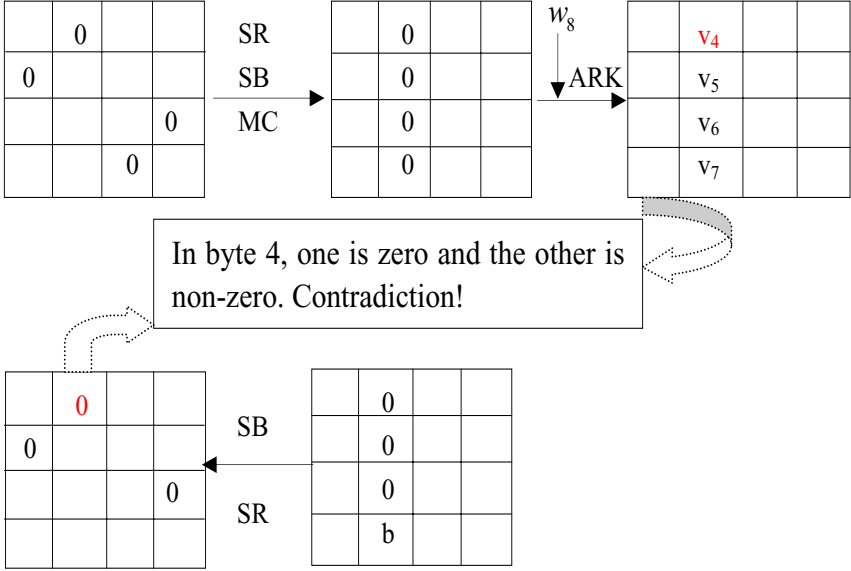 0 SR 0 w8 v4
0 SB 0 ARK v5
0 MC 0 v6
0 0 v7
In byte 4, one is zero and the other is
non-zero. Contradiction!
0 SB 0
0 0
0 SR 0
b